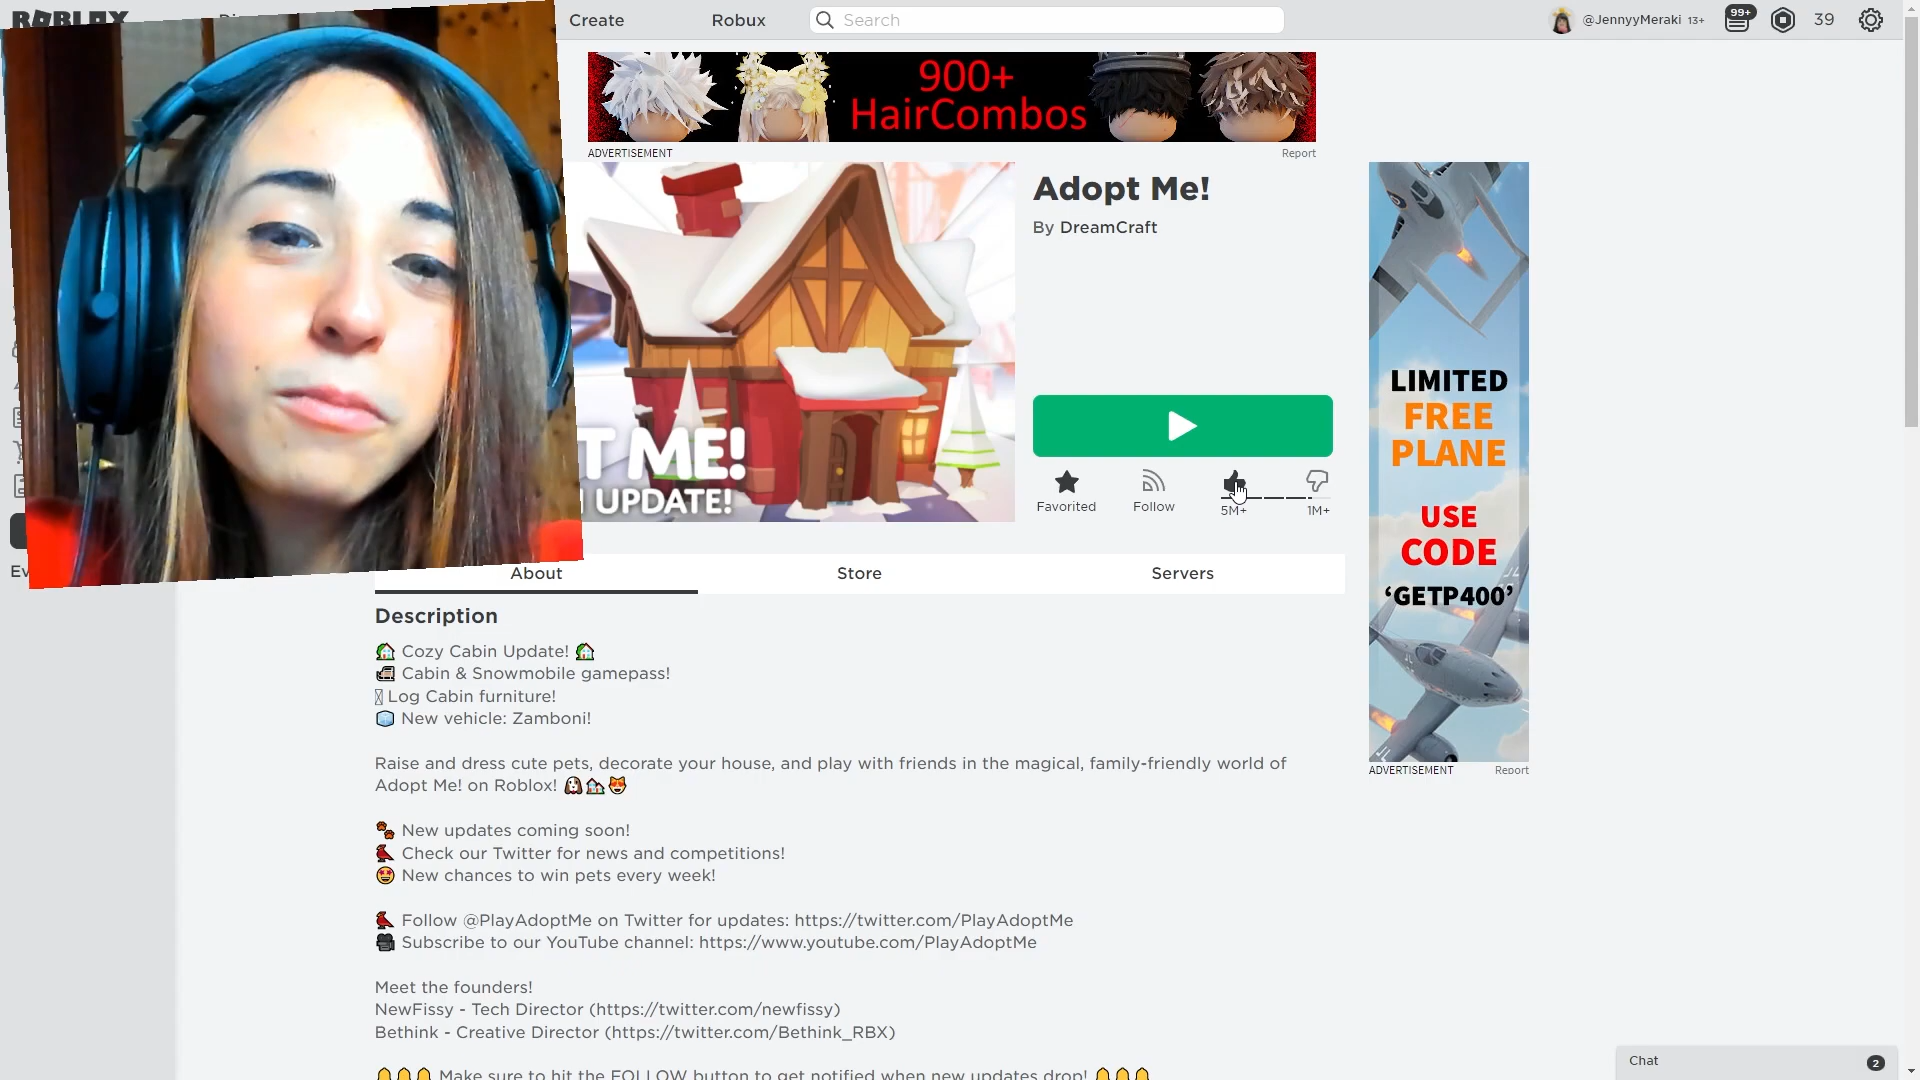 ROBLOX
Create
Robux
Search
@JennyyMeraki 13+
99+
39
900+
HairCombos
ADVERTISEMENT
Report
T ME!
UPDATE!
Adopt Me!
By DreamCraft
Favorited
Follow
5M+
1M+
LIMITED
FREE
PLANE
USE
CODE
‘GETP400’
ADVERTISEMENT
Report
Ev
About
Store
Servers
Description
🏡 Cozy Cabin Update! 🏡
Cabin & Snowmobile gamepass!
Log Cabin furniture!
🧊 New vehicle: Zamboni!
Raise and dress cute pets, decorate your house, and play with friends in the magical, family-friendly world of
Adopt Me! on Roblox! 🐶🏠😻
🐾 New updates coming soon!
🐦 Check our Twitter for news and competitions!
🤩 New chances to win pets every week!
🐦 Follow @PlayAdoptMe on Twitter for updates: https://twitter.com/PlayAdoptMe
🎥 Subscribe to our YouTube channel: https://www.youtube.com/PlayAdoptMe
Meet the founders!
NewFissy - Tech Director (https://twitter.com/newfissy)
Bethink - Creative Director (https://twitter.com/Bethink_RBX)
🔔🔔🔔 Make sure to hit the FOLLOW button to get notified when new updates drop! 🔔🔔🔔
Chat
2